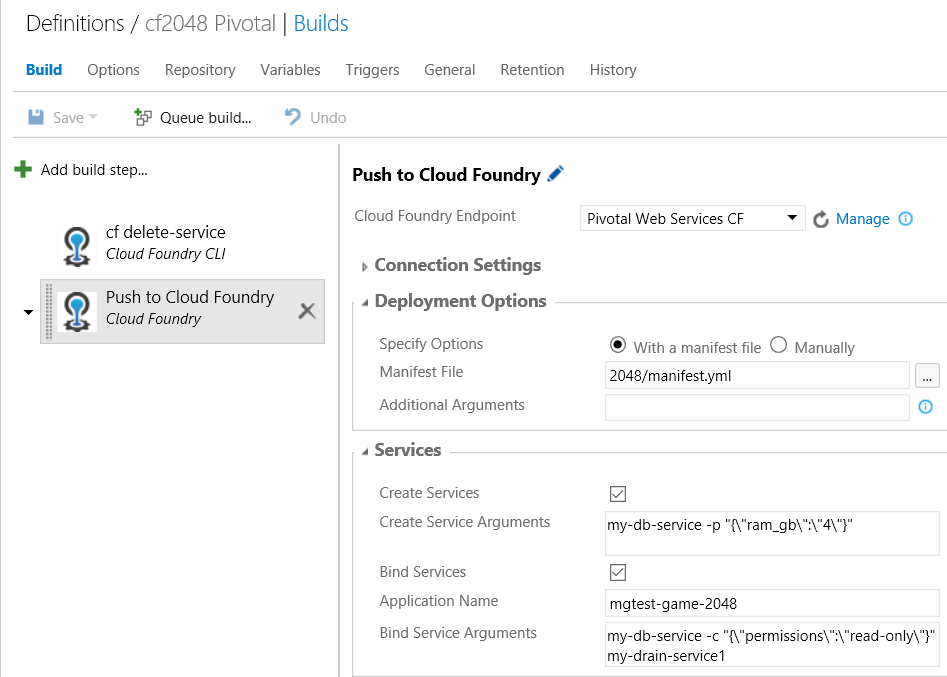 Definitions / cf2048 Pivotal | Builds
Build Options Repository Variables Triggers General Retention History
Save Queue build... Undo
Add build step...
cf delete-service
Cloud Foundry CLI
Push to Cloud Foundry
Cloud Foundry
Push to Cloud Foundry
Cloud Foundry Endpoint Pivotal Web Services CF Manage
Connection Settings
Deployment Options
Specify Options With a manifest file Manually
Manifest File 2048/manifest.yml ...
Additional Arguments
Services
Create Services
Create Service Arguments my-db-service -p "{\"ram_gb\":\"4\"}"
Bind Services
Application Name mgtest-game-2048
Bind Service Arguments my-db-service -c "{\"permissions\":\"read-only\"}"
my-drain-service1